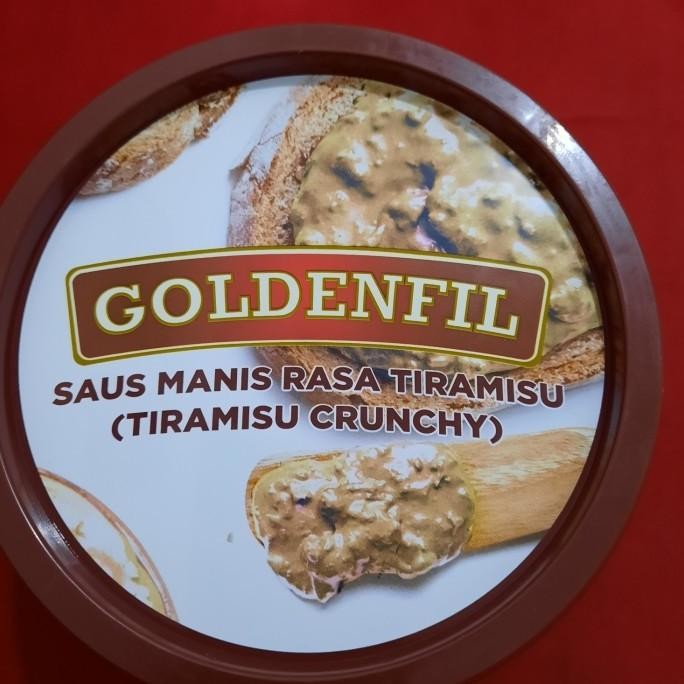 GOLDENFIL
SAUS MANIS RASA TIRAMISU
(TIRAMISU CRUNCHY)